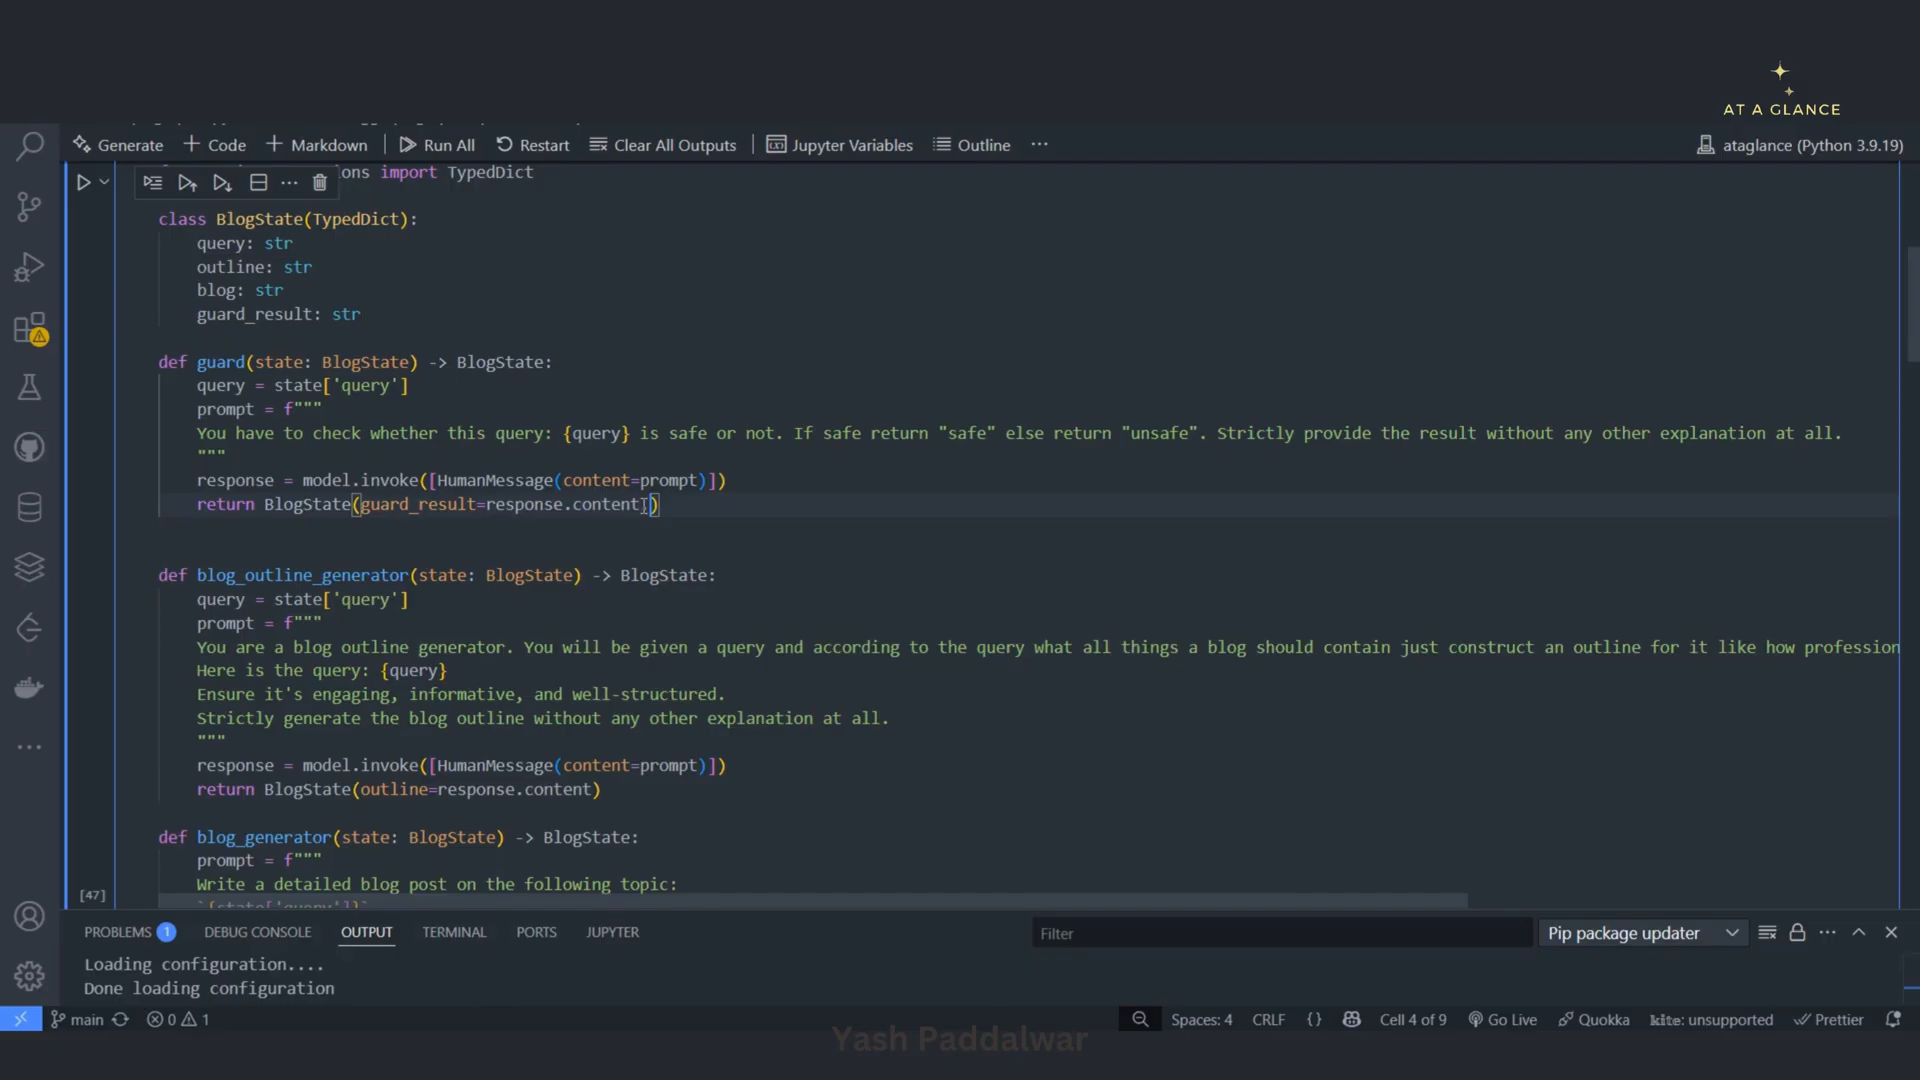 AT A GLANCE
Generate Code Markdown Run All Restart Clear All Outputs Jupyter Variables Outline ... ataglance (Python 3.9.19)
ions import TypedDict
class BlogState(TypedDict):
query: str
outline: str
blog: str
guard_result: str
def guard(state: BlogState) -> BlogState:
query = state['query']
prompt = f"""
You have to check whether this query: {query} is safe or not. If safe return "safe" else return "unsafe". Strictly provide the result without any other explanation at all.
"""
response = model.invoke([HumanMessage(content=prompt)])
return BlogState(guard_result=response.content)
def blog_outline_generator(state: BlogState) -> BlogState:
query = state['query']
prompt = f"""
You are a blog outline generator. You will be given a query and according to the query what all things a blog should contain just construct an outline for it like how profession
Here is the query: {query}
Ensure it's engaging, informative, and well-structured.
Strictly generate the blog outline without any other explanation at all.
"""
response = model.invoke([HumanMessage(content=prompt)])
return BlogState(outline=response.content)
def blog_generator(state: BlogState) -> BlogState:
prompt = f"""
Write a detailed blog post on the following topic:
[47]
`{state['query']}`
PROBLEMS 1 DEBUG CONSOLE OUTPUT TERMINAL PORTS JUPYTER Filter Pip package updater
Loading configuration....
Done loading configuration
main 0 1 Spaces: 4 CRLF {} Cell 4 of 9 Go Live Quokka kite: unsupported Prettier
Yash Paddalwar